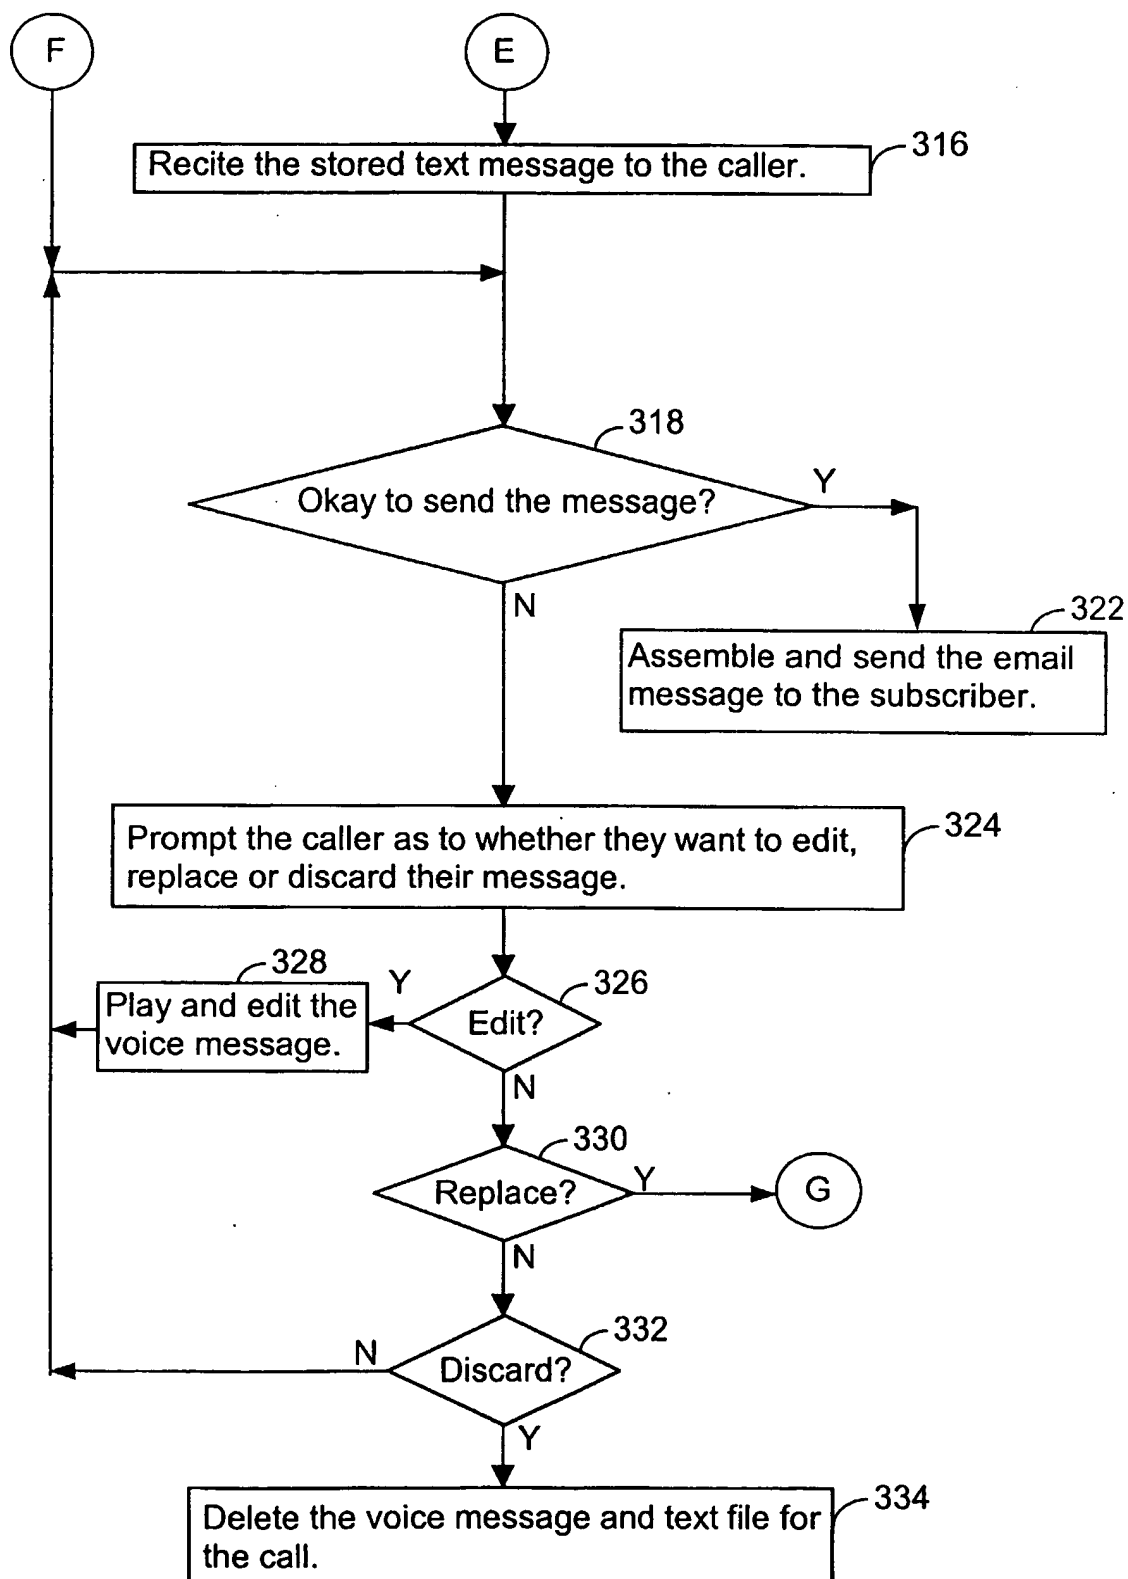 F
E
316
Recite the stored text message to the caller.
318
Okay to send the message?
Y
N
322
Assemble and send the email
message to the subscriber.
324
Prompt the caller as to whether they want to edit,
replace or discard their message.
328
Y
326
Play and edit the
voice message.
Edit?
N
330
Replace?
Y
G
N
332
N
Discard?
Y
334
Delete the voice message and text file for
the call.